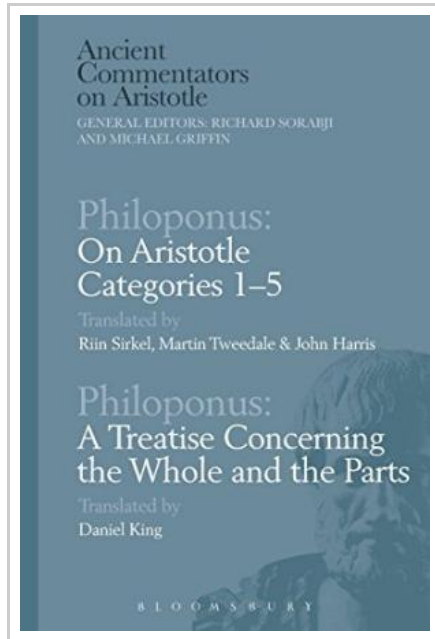 Ancient
Commentators
on Aristotle
GENERAL EDITORS: RICHARD SORABJI
AND MICHAEL GRIFFIN
Philoponus:
On Aristotle
Categories 1–5
Translated by
Riin Sirkel, Martin Tweedale & John Harris
Philoponus:
A Treatise Concerning
the Whole and the Parts
Translated by
Daniel King
BLOOMSBURY